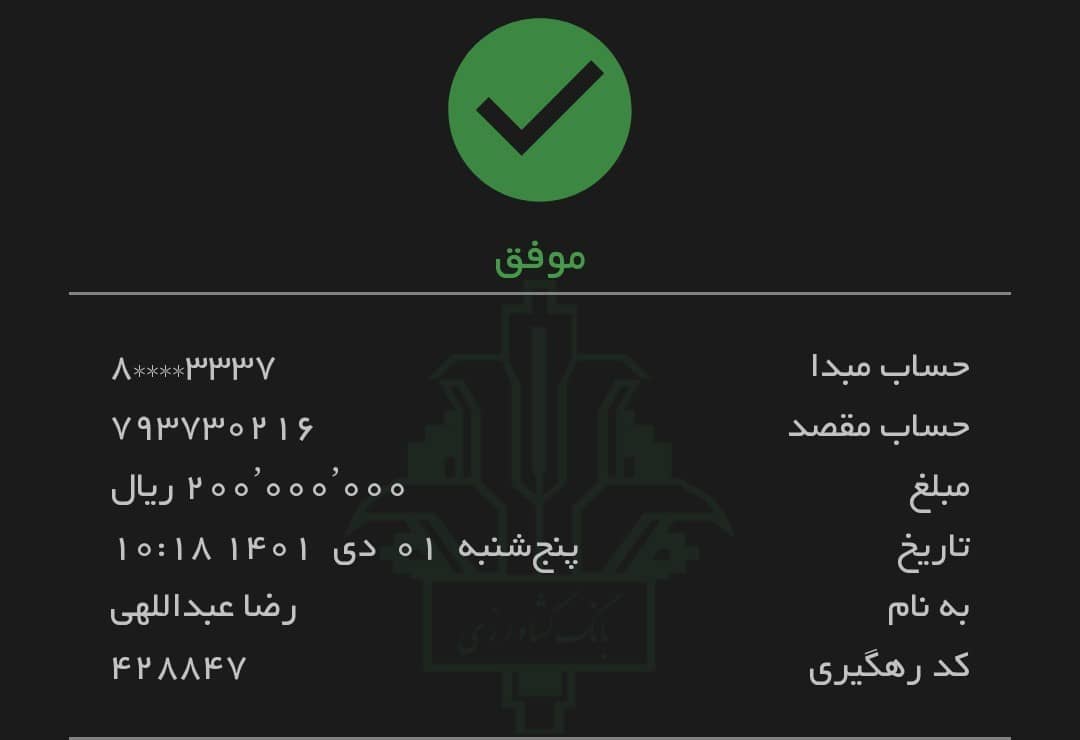 موفق
حساب مبدا ۸****۳۳۳۷
حساب مقصد ۷۹۳۷۳۰۲۱۶
مبلغ ۲۰۰٬۰۰۰٬۰۰۰ ریال
تاریخ پنج‌شنبه ۰۱ دی ۱۴۰۱ ۱۰:۱۸
به نام رضا عبداللهی
بانک کشاورزی
کد رهگیری ۴۲۸۸۴۷